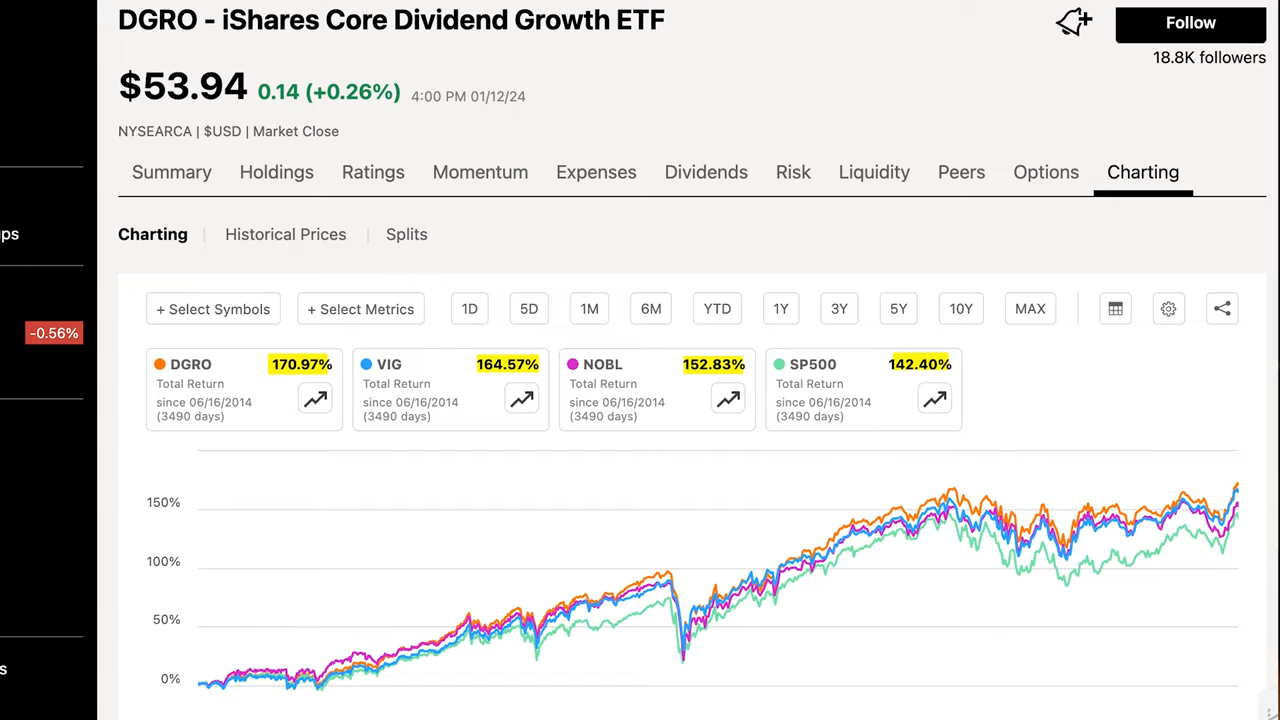 DGRO - iShares Core Dividend Growth ETF
Follow
18.8K followers
$53.94 0.14 (+0.26%) 4:00 PM 01/12/24
NYSEARCA | $USD | Market Close
Summary Holdings Ratings Momentum Expenses Dividends Risk Liquidity Peers Options Charting
ps
Charting | Historical Prices | Splits
-0.56%
+ Select Symbols + Select Metrics 1D 5D 1M 6M YTD 1Y 3Y 5Y 10Y MAX
DGRO 170.97% VIG 164.57% NOBL 152.83% SP500 142.40%
Total Return Total Return Total Return Total Return
since 06/16/2014 since 06/16/2014 since 06/16/2014 since 06/16/2014
(3490 days) (3490 days) (3490 days) (3490 days)
150%
100%
50%
s
0%